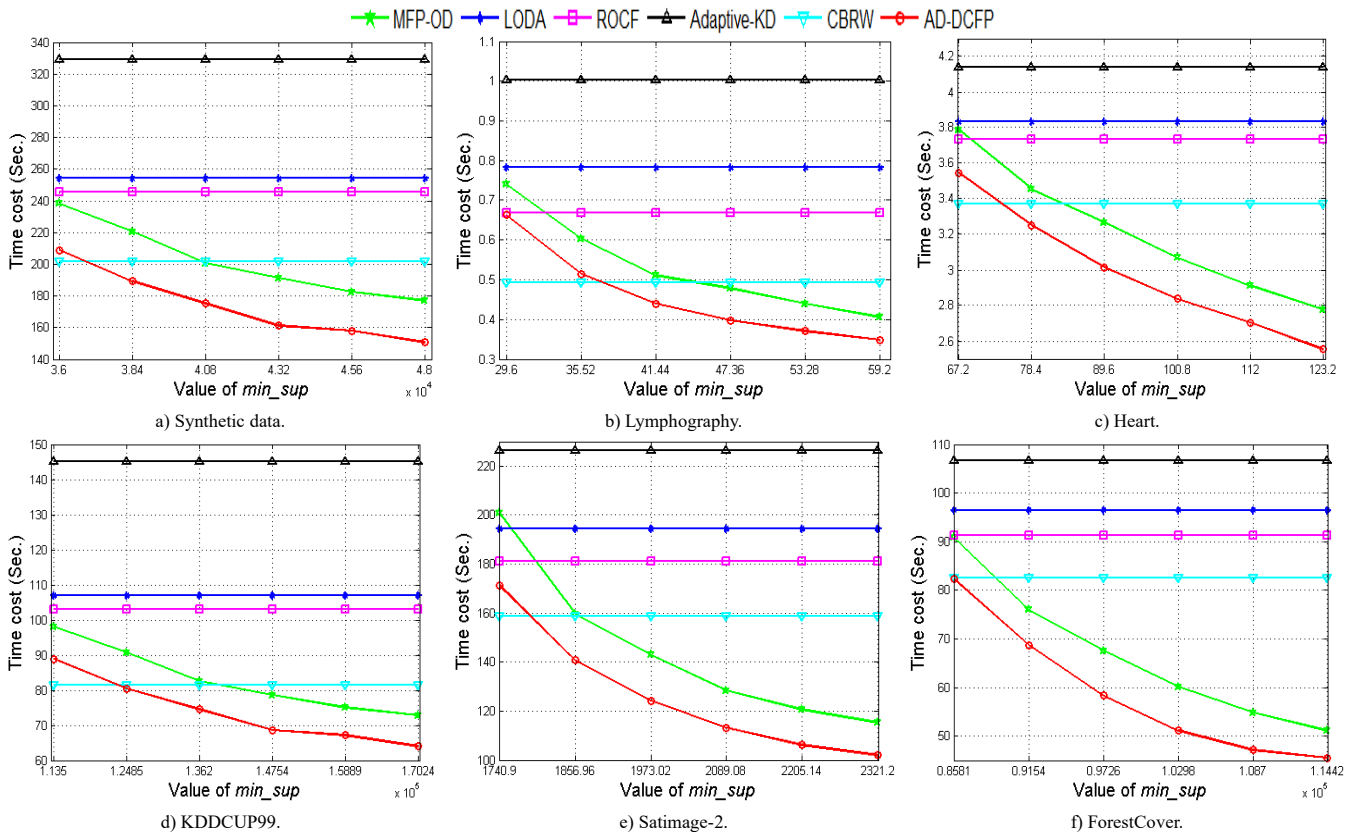 MFP-OD LODA ROCF Adaptive-KD CBRW AD-DCFP
340
320
300
280
260
240
220
200
180
160
140
Time cost (Sec.)
3.6 3.84 4.08 4.32 4.56 4.8
× 10⁴
Value of min_sup
a) Synthetic data.
1.1
1
0.9
0.8
0.7
0.6
0.5
0.4
0.3
Time cost (Sec.)
29.6 35.52 41.44 47.36 53.28 59.2
Value of min_sup
b) Lymphography.
4.2
4
3.8
3.6
3.4
3.2
3
2.8
2.6
Time cost (Sec.)
67.2 78.4 89.6 100.8 112 123.2
Value of min_sup
c) Heart.
150
140
130
120
110
100
90
80
70
60
Time cost (Sec.)
1.135 1.2485 1.362 1.4754 1.5889 1.7024
× 10⁵
Value of min_sup
d) KDDCUP99.
220
200
180
160
140
120
100
Time cost (Sec.)
1740.9 1856.96 1973.02 2089.08 2205.14 2321.2
Value of min_sup
e) Satimage-2.
110
100
90
80
70
60
50
Time cost (Sec.)
0.8581 0.9154 0.9726 1.0298 1.087 1.1442
× 10⁵
Value of min_sup
f) ForestCover.